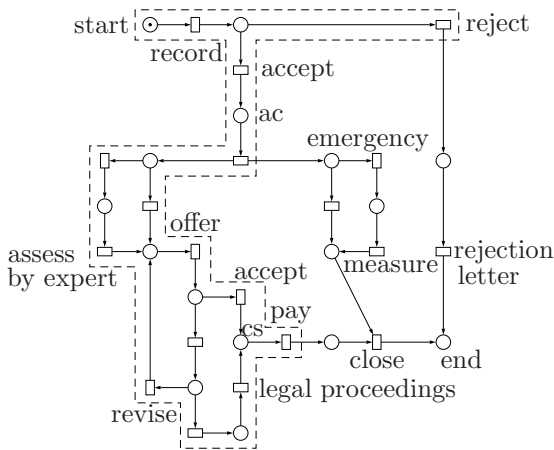 start
reject
record
accept
ac
emergency
offer
assess
by expert
measure
rejection
letter
accept
pay
cs
close
end
legal proceedings
revise